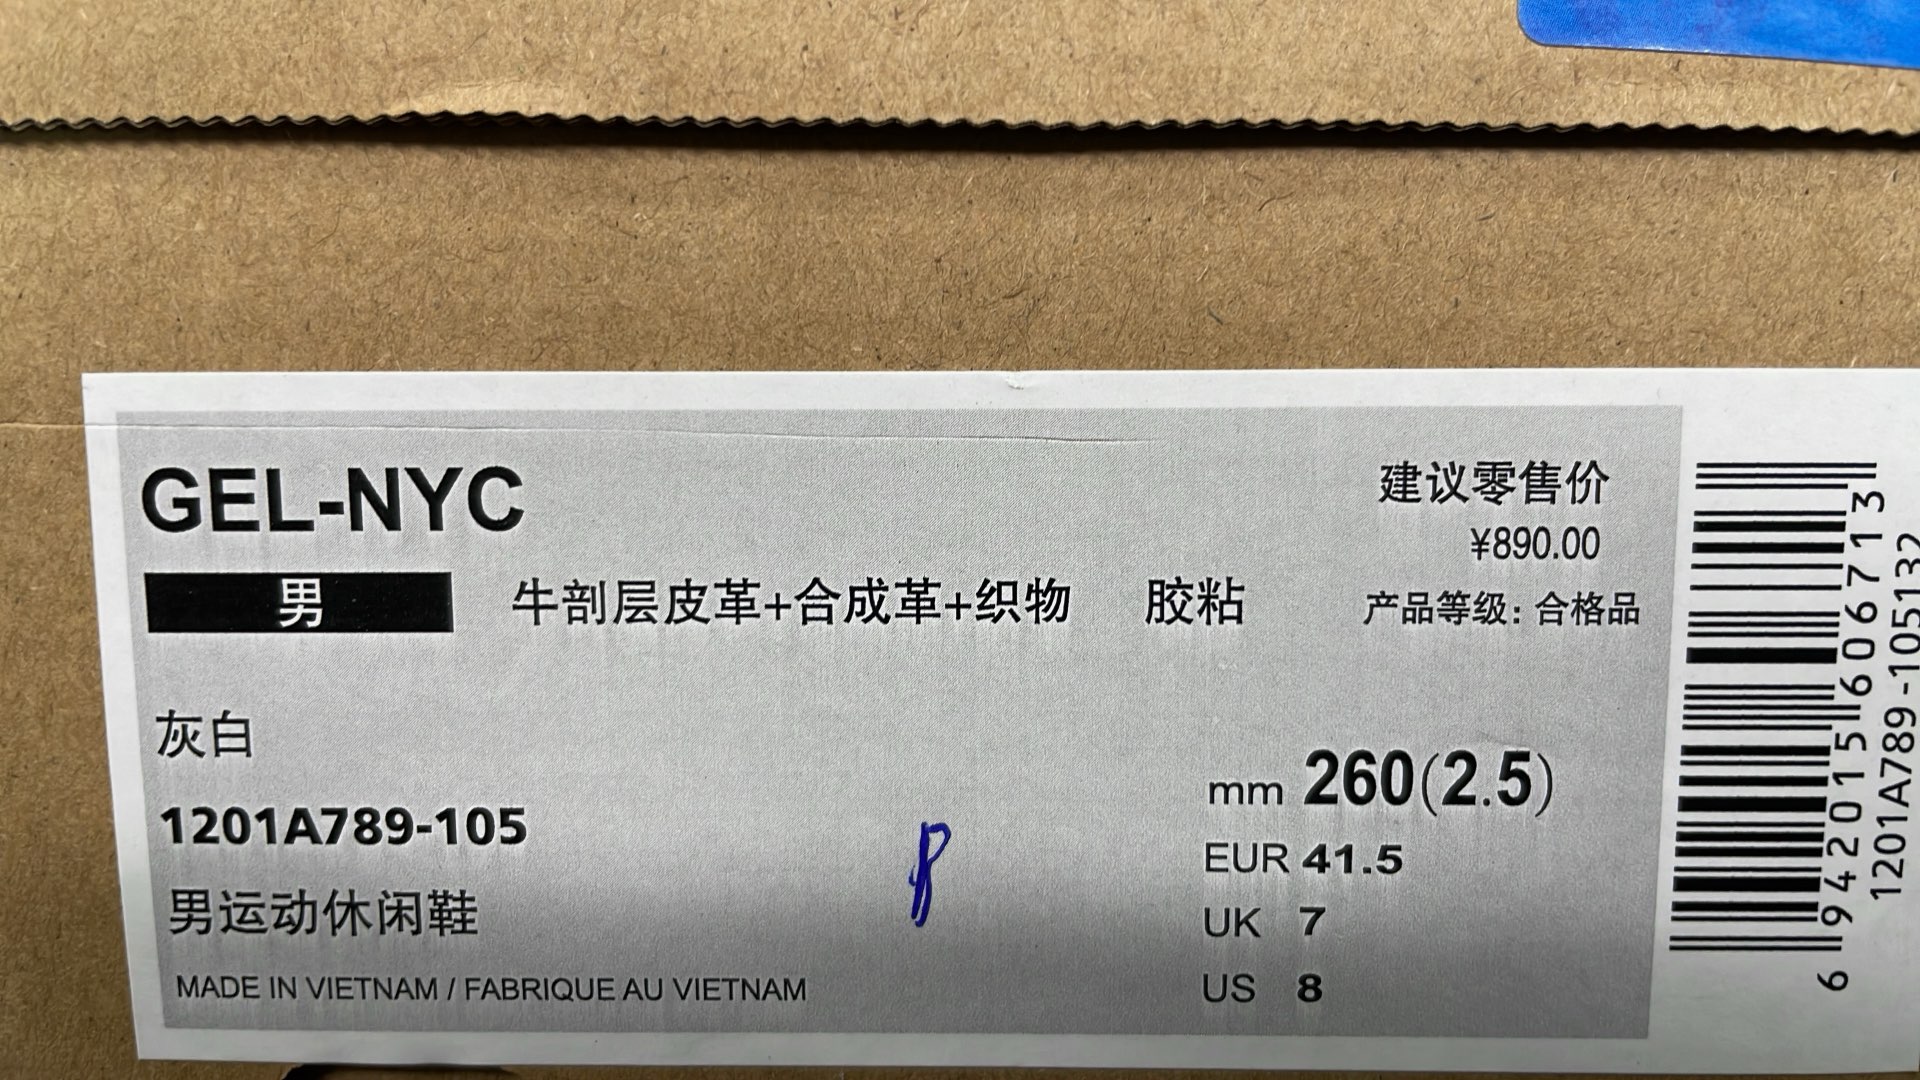 GEL-NYC
建议零售价
¥890.00
男 牛剖层皮革+合成革+织物 胶粘 产品等级: 合格品
灰白
1201A789-105
男运动休闲鞋
MADE IN VIETNAM / FABRIQUE AU VIETNAM
mm 260(2.5)
EUR 41.5
UK 7
US 8
6 942015 606713
1201A789-105132